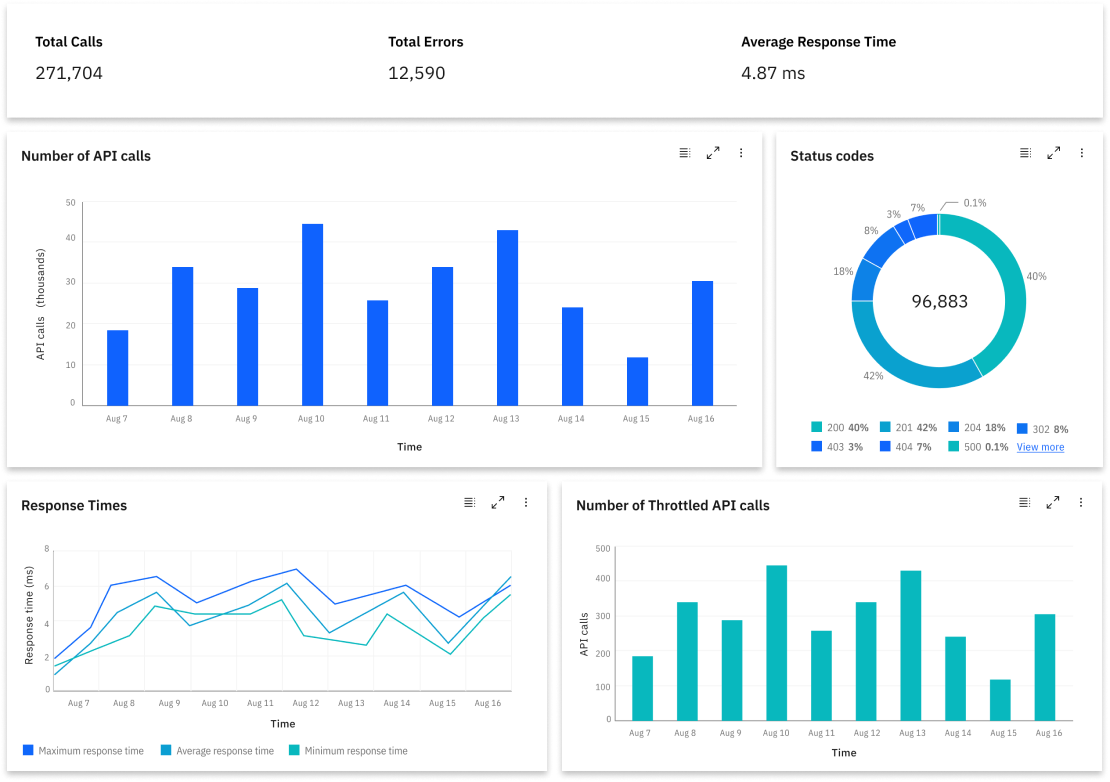 Total Calls
271,704
Total Errors
12,590
Average Response Time
4.87 ms
Number of API calls
50
40
30
20
10
0
API calls (thousands)
Aug 7 Aug 8 Aug 9 Aug 10 Aug 11 Aug 12 Aug 13 Aug 14 Aug 15 Aug 16
Time
Status codes
0.1%
7%
3%
8%
18%
40%
42%
96,883
200 40% 201 42% 204 18% 302 8%
403 3% 404 7% 500 0.1% View more
Response Times
8
6
4
2
0
Response time (ms)
Aug 7 Aug 8 Aug 9 Aug 10 Aug 11 Aug 12 Aug 13 Aug 14 Aug 15 Aug 16
Time
Maximum response time Average response time Minimum response time
Number of Throttled API calls
500
400
300
200
100
0
API calls
Aug 7 Aug 8 Aug 9 Aug 10 Aug 11 Aug 12 Aug 13 Aug 14 Aug 15 Aug 16
Time